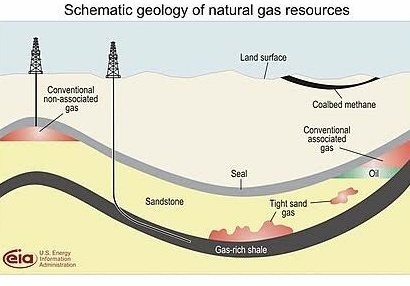 Schematic geology of natural gas resources
Land surface
Conventional
non-associated
gas
Coalbed methane
Conventional
associated
gas
Seal
Oil
Sandstone
Tight sand
gas
Gas-rich shale
eia
U.S. Energy
Information
Administration